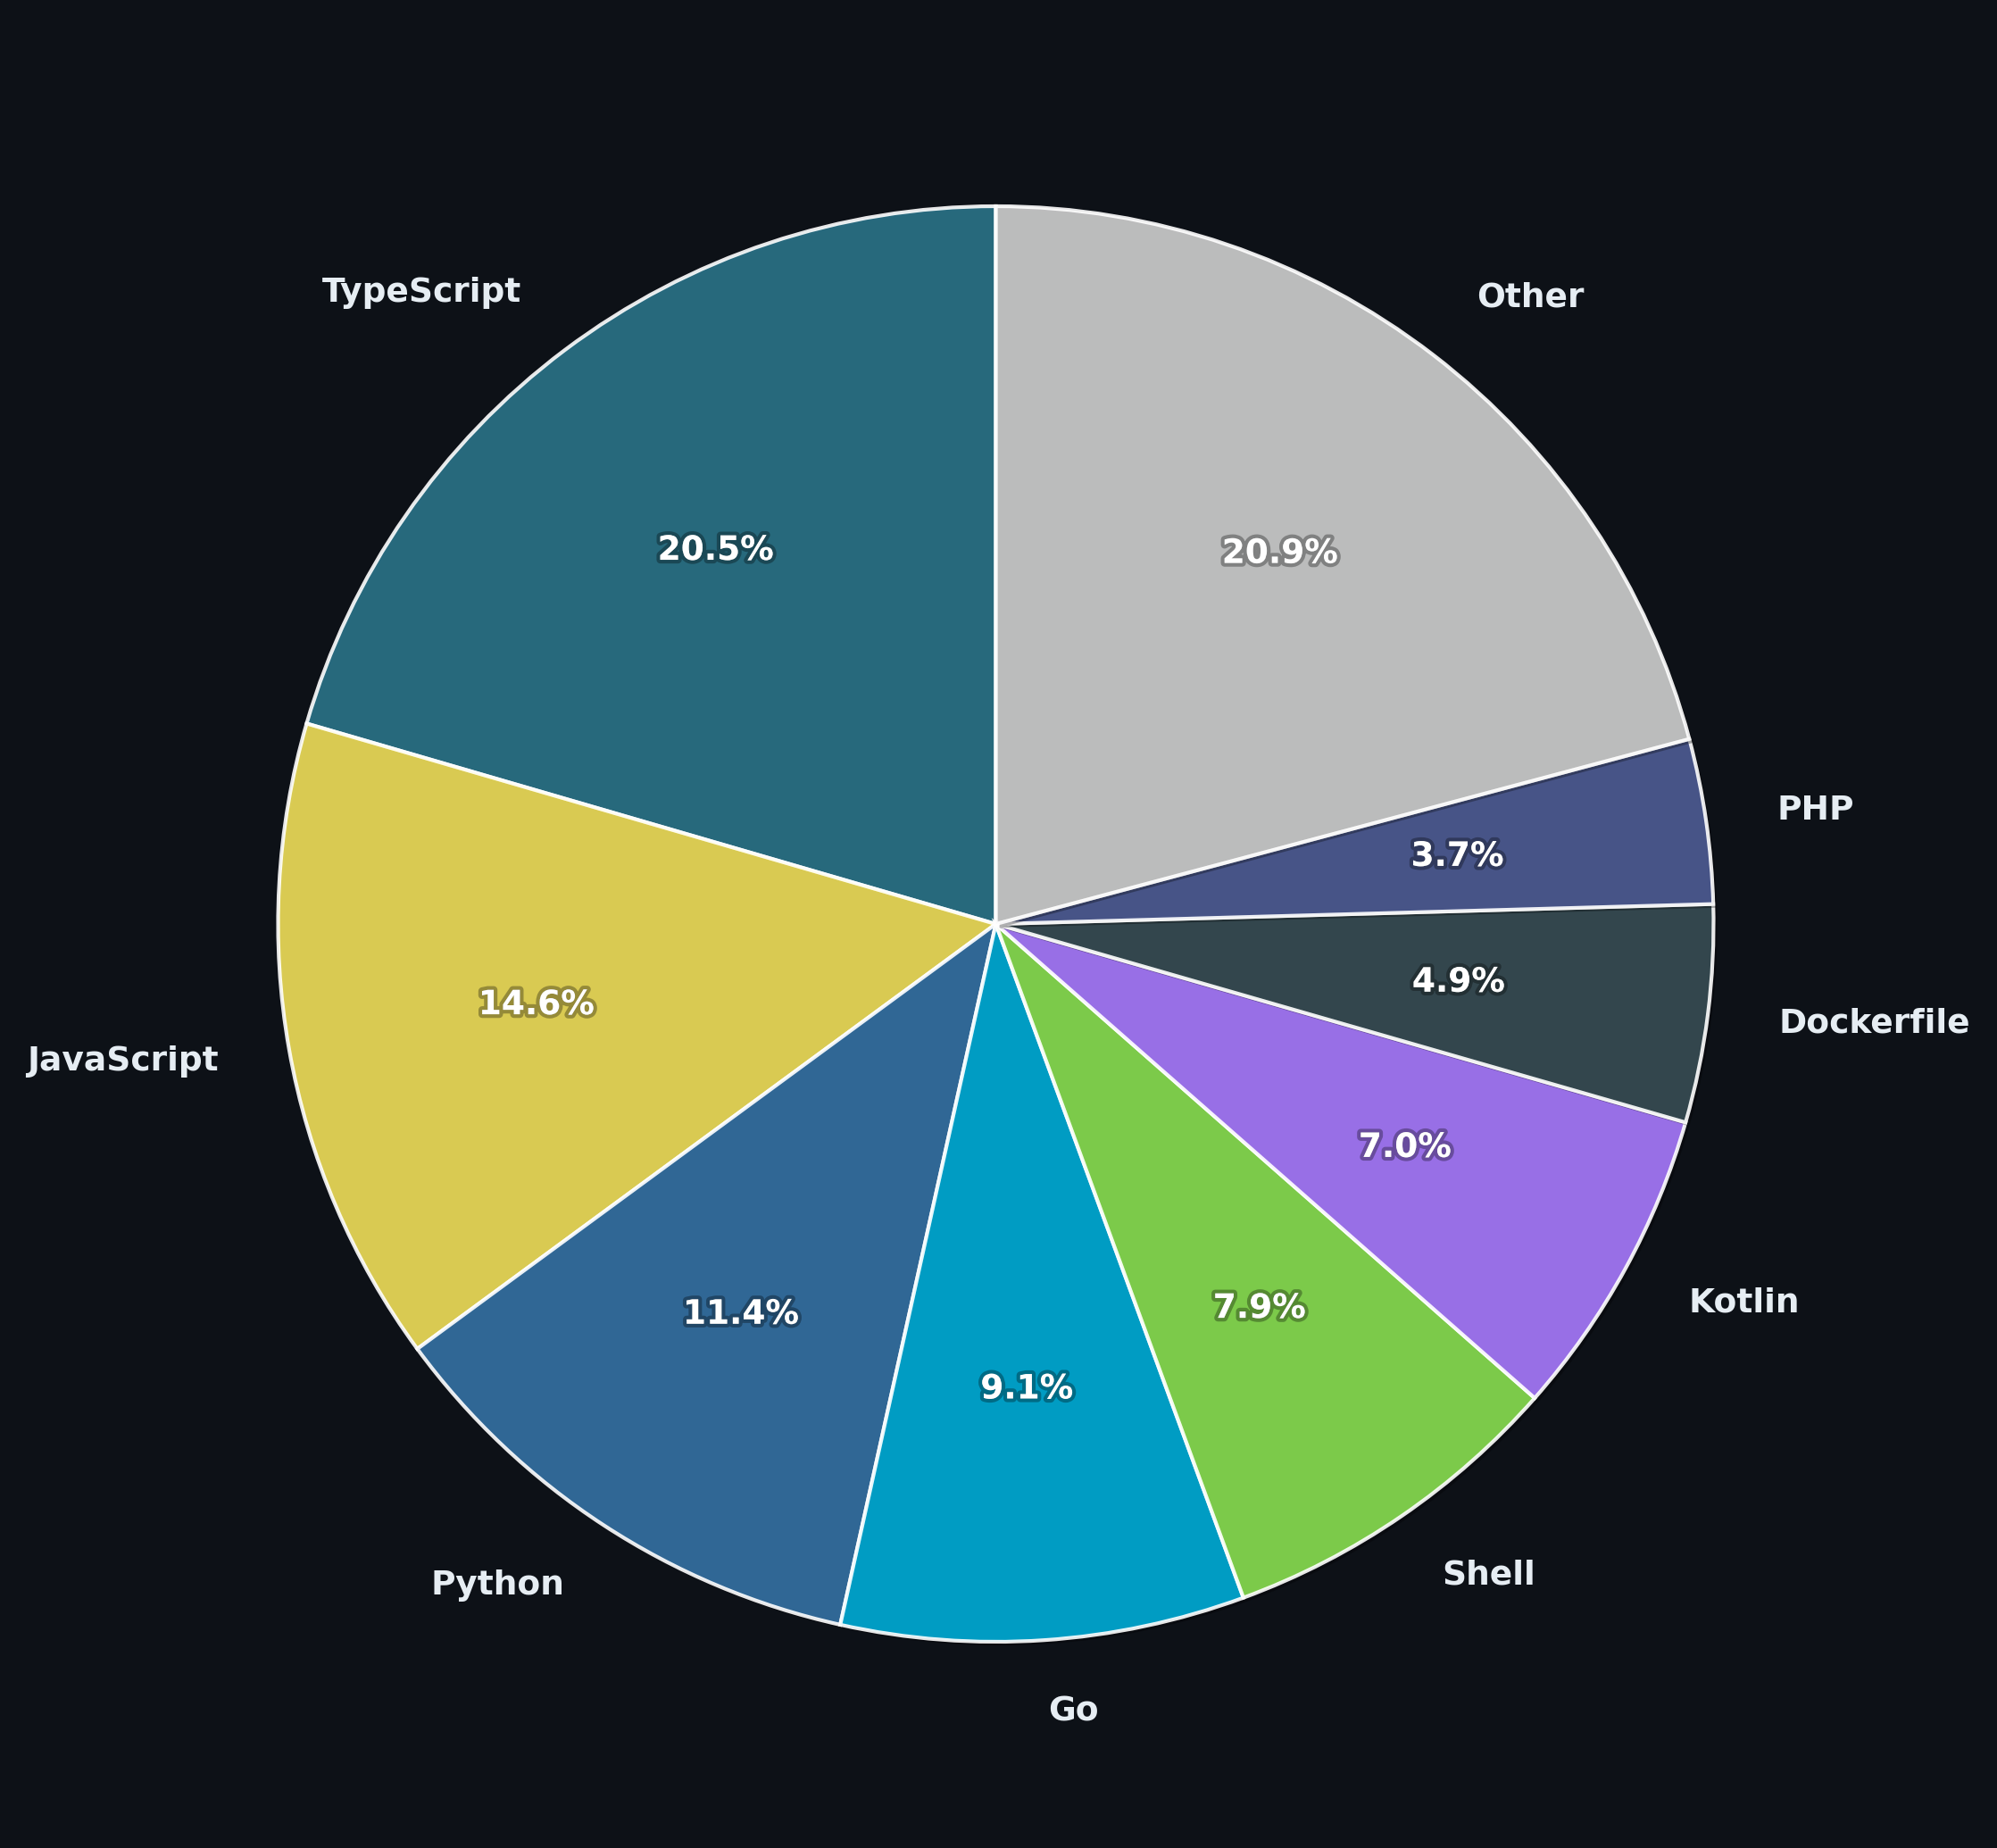 TypeScript
Other
20.5%
20.9%
PHP
3.7%
4.9%
14.6%
Dockerfile
JavaScript
7.0%
Kotlin
7.9%
11.4%
9.1%
Shell
Python
Go